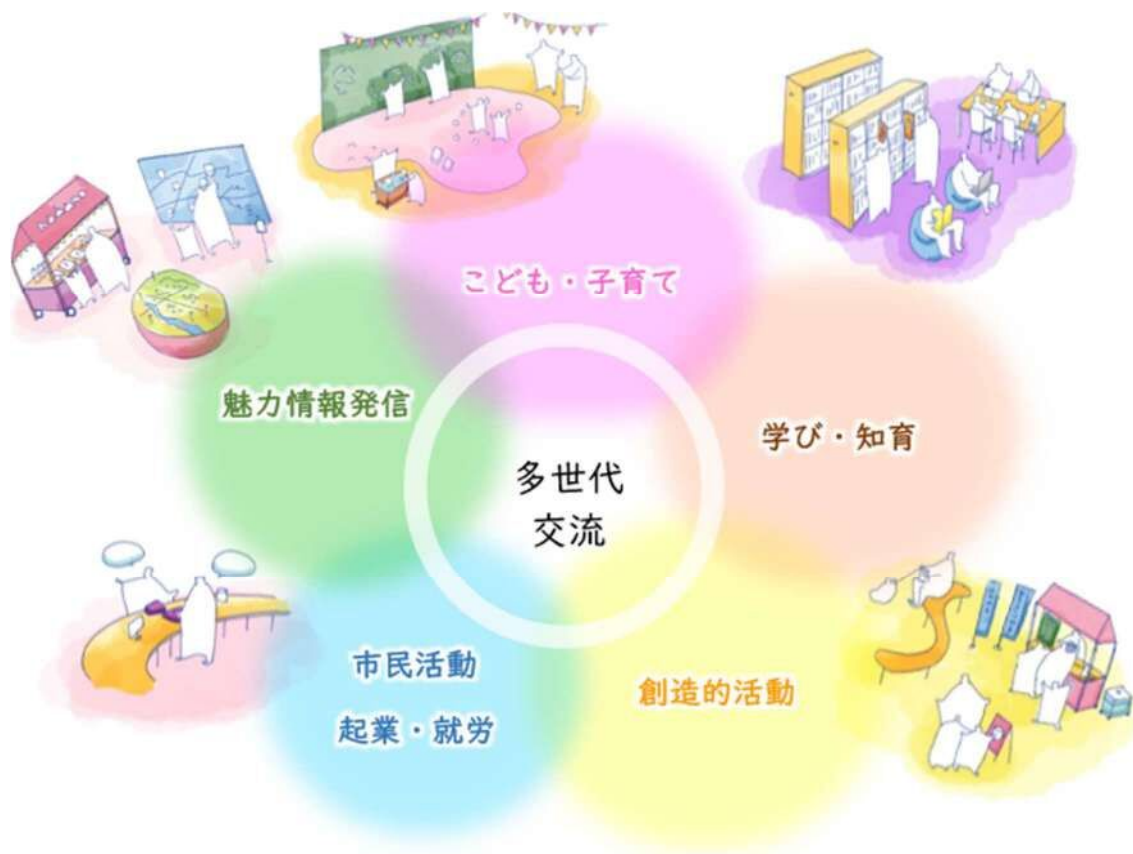 こども・子育て
魅力情報発信
学び・知育
多世代
交流
市民活動
起業・就労
創造的活動